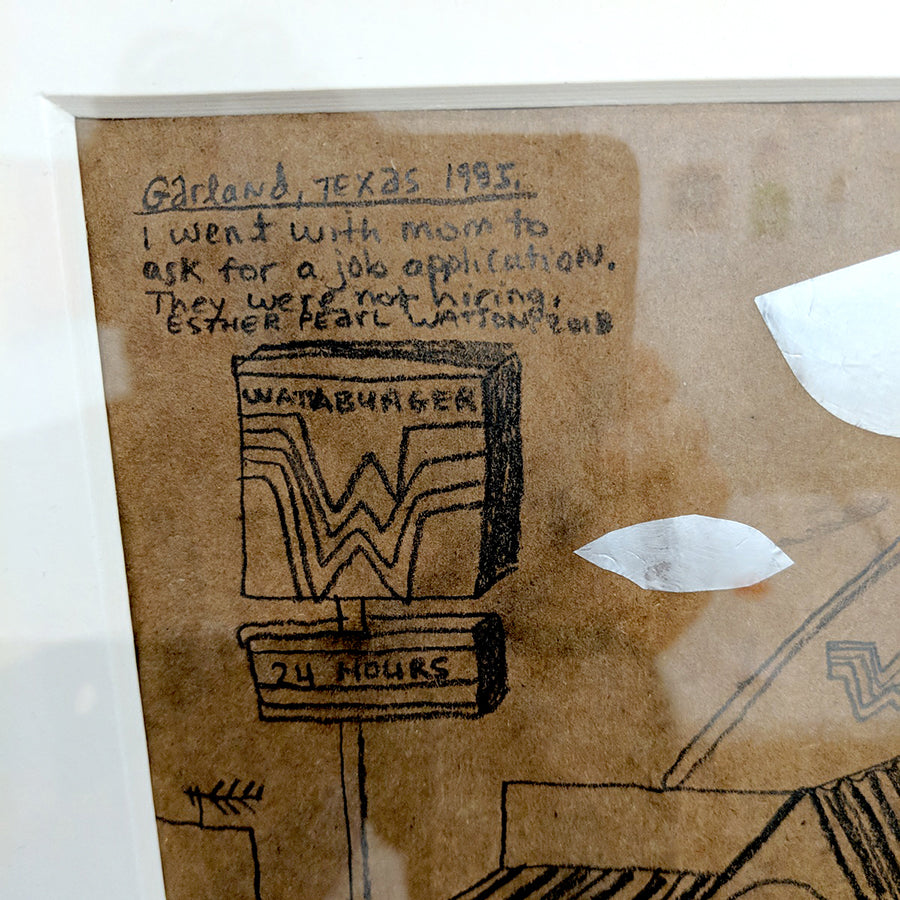 Garland, TEXas
I went with mom to
ask for a job application.
They were not hiring.
ESTHER PEARL WATSON. 2018
WATABURGER
W
24 HOURS